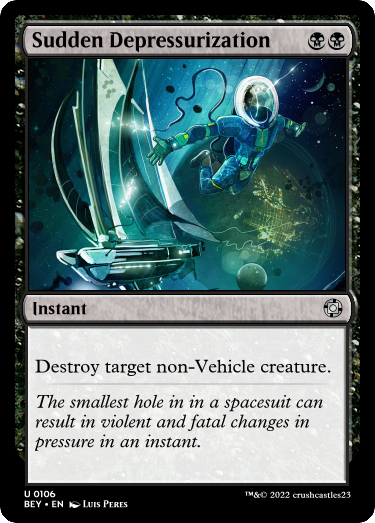 Sudden Depressurization
Instant
Destroy target non-Vehicle creature.
The smallest hole in in a spacesuit can
result in violent and fatal changes in
pressure in an instant.
U 0106
BEY • EN Luis Peres
™&© 2022 crushcastles23